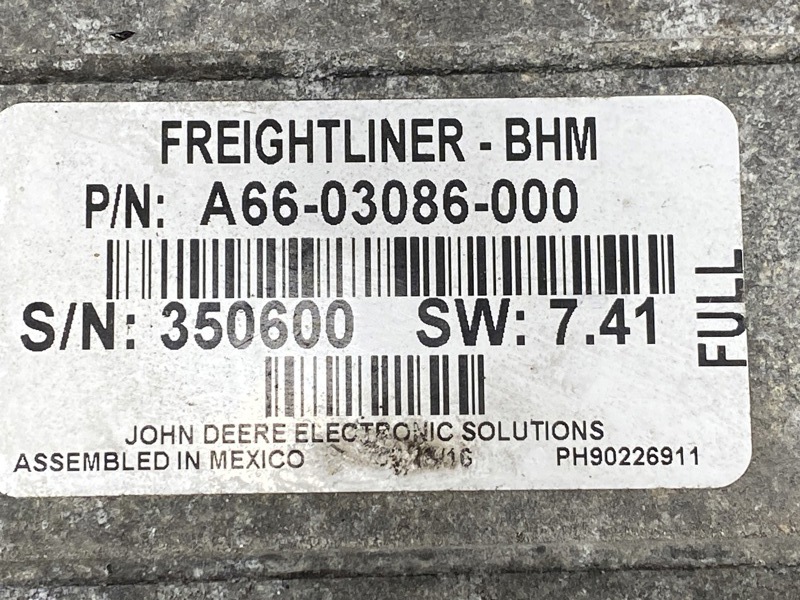 FREIGHTLINER - BHM
P/N: A66-03086-000
S/N: 350600 SW: 7.41
FULL
JOHN DEERE ELECTRONIC SOLUTIONS
ASSEMBLED IN MEXICO PH90226911